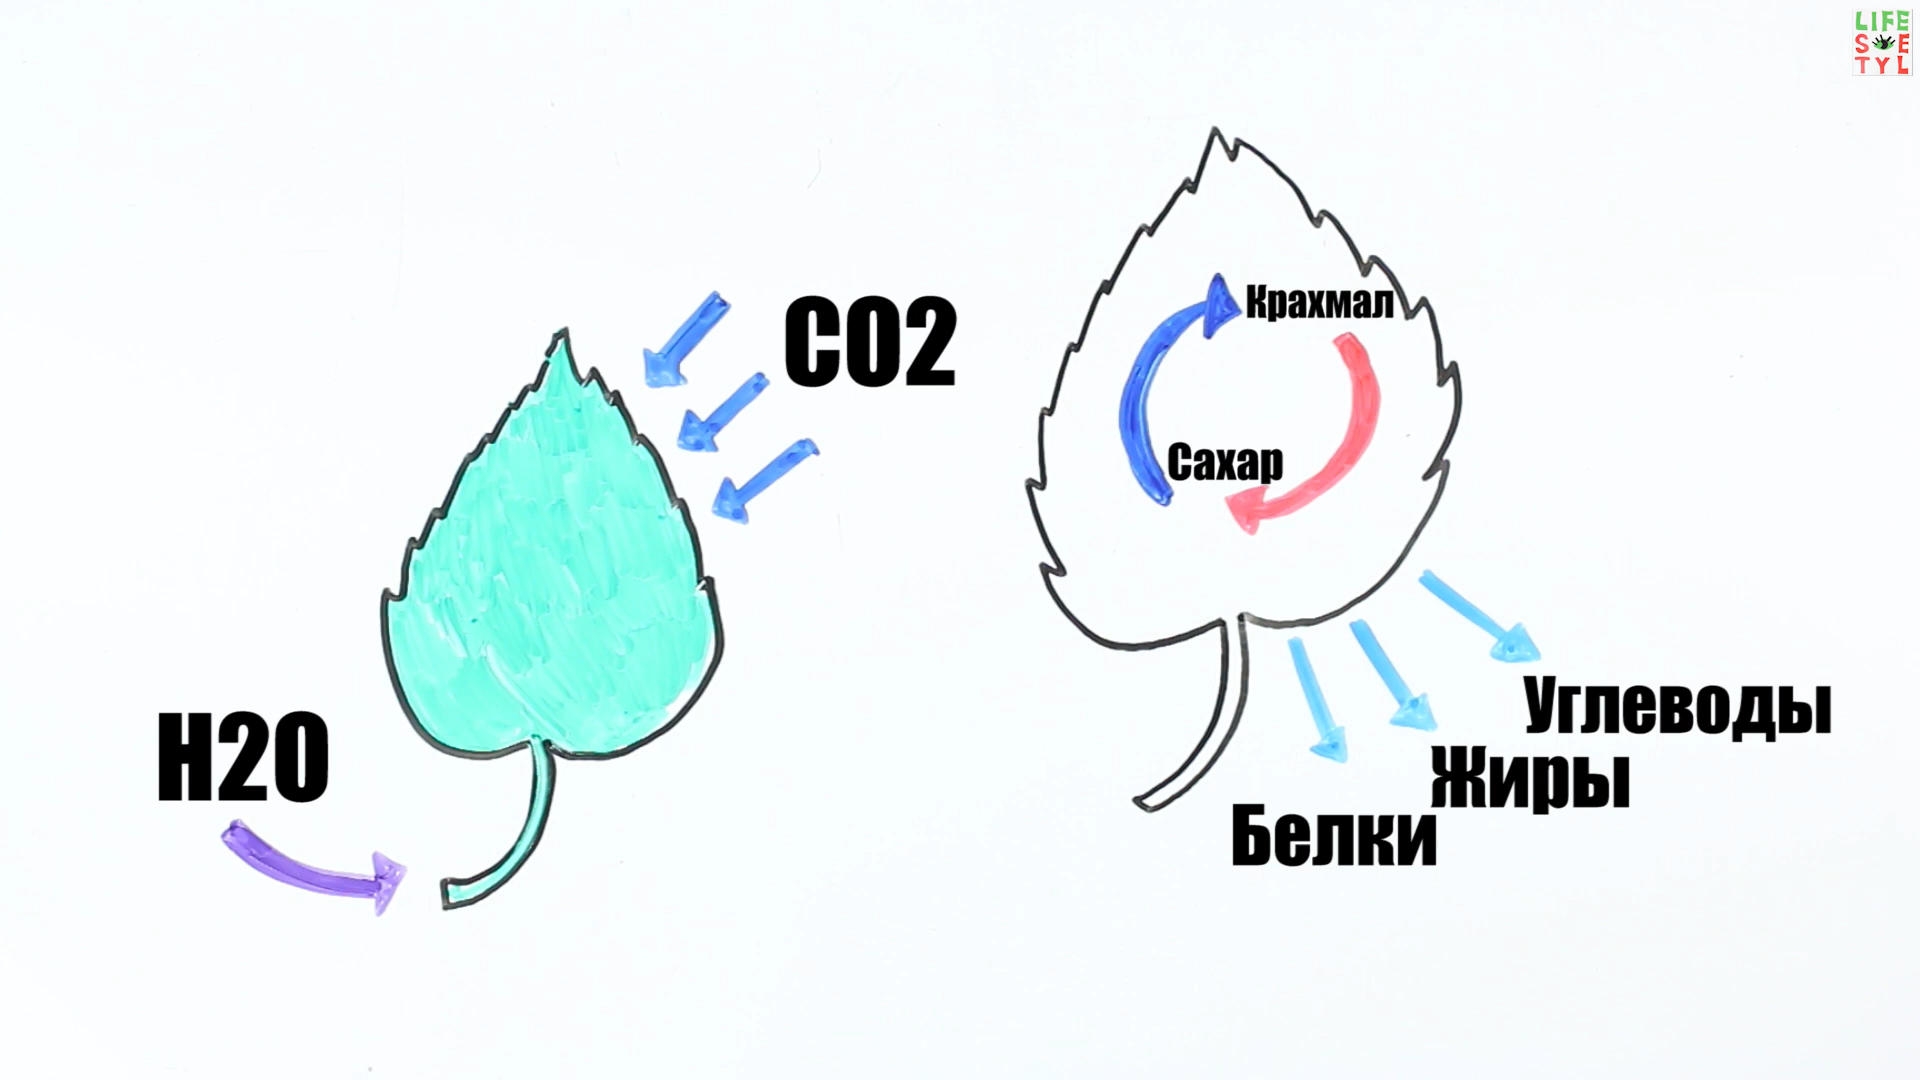 LIFE
S E
TYL
CO2
H2O
Крахмал
Сахар
Углеводы
Жиры
Белки